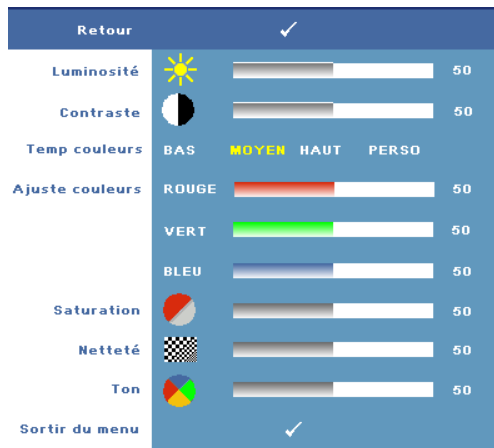 Retour
Luminosité 50
Contraste 50
Temp couleurs BAS MOYEN HAUT PERSO
Ajuste couleurs ROUGE 50
VERT 50
BLEU 50
Saturation 50
Netteté 50
Ton 50
Sortir du menu